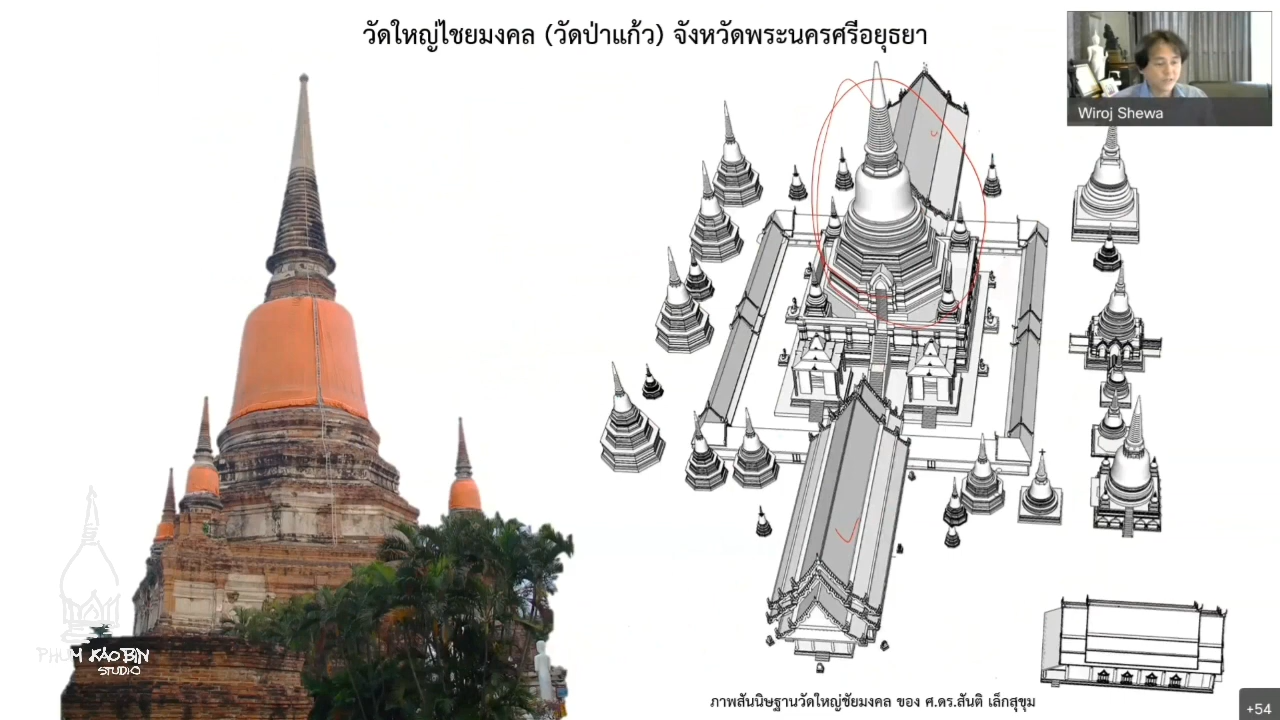 วัดใหญ่ไชยมงคล (วัดป่าแก้ว) จังหวัดพระนครศรีอยุธยา
Wiroj Shewa
PHUM KAOBIN
STUDIO
ภาพสันนิษฐานวัดใหญ่ชัยมงคล ของ ศ.ดร.สันติ เล็กสุขุม
+54